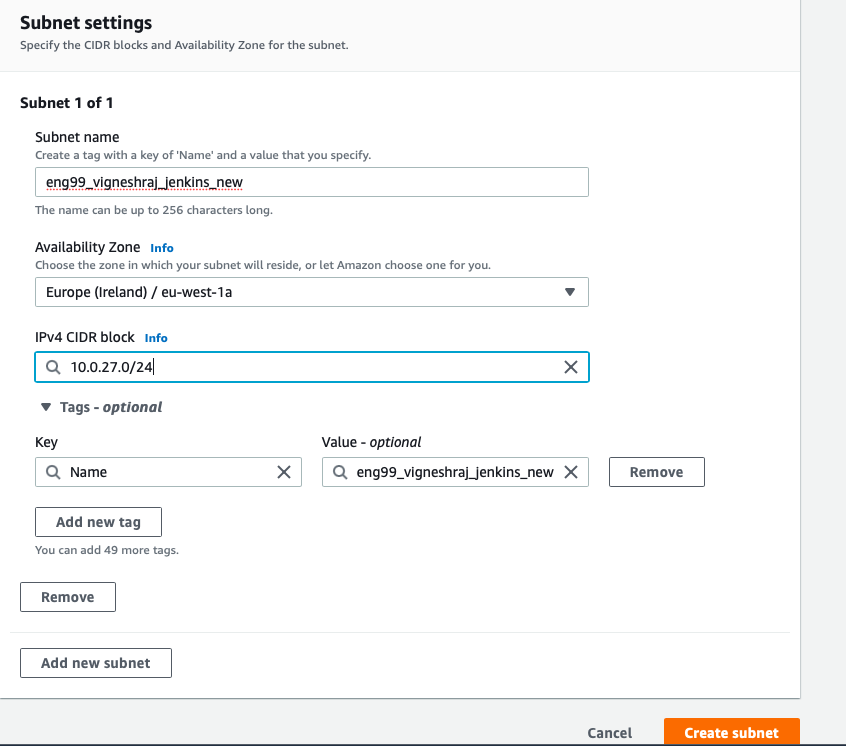 Subnet settings
Specify the CIDR blocks and Availability Zone for the subnet.
Subnet 1 of 1
Subnet name
Create a tag with a key of 'Name' and a value that you specify.
eng99_vigneshraj_jenkins_new
The name can be up to 256 characters long.
Availability Zone Info
Choose the zone in which your subnet will reside, or let Amazon choose one for you.
Europe (Ireland) / eu-west-1a
IPv4 CIDR block Info
10.0.27.0/24
Tags - optional
Key Value - optional
Name eng99_vigneshraj_jenkins_new Remove
Add new tag
You can add 49 more tags.
Remove
Add new subnet
Cancel Create subnet